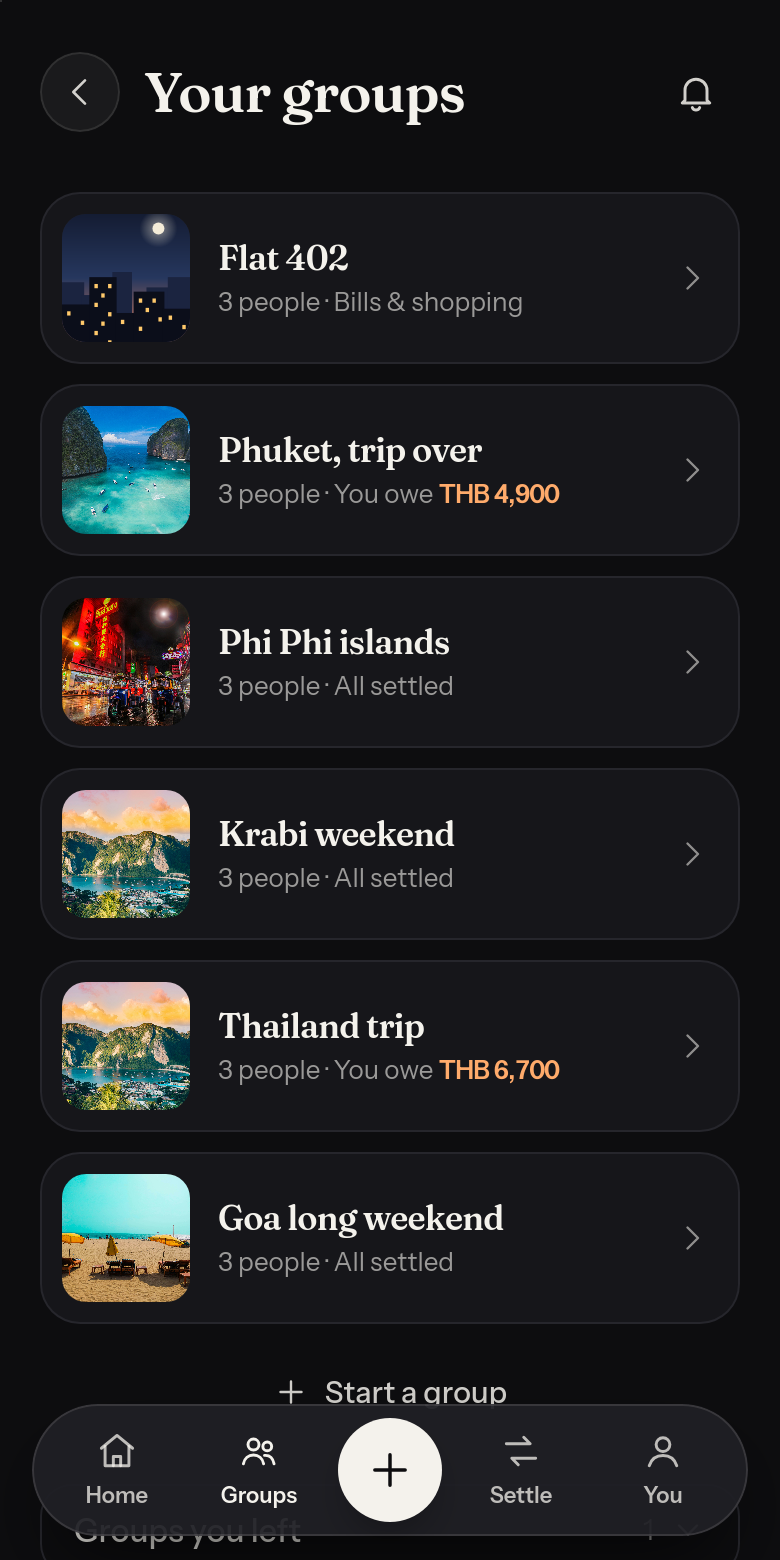 Your groups
Flat 402
3 people · Bills & shopping
Phuket, trip over
3 people · You owe THB 4,900
Phi Phi islands
3 people · All settled
Krabi weekend
3 people · All settled
Thailand trip
3 people · You owe THB 6,700
Goa long weekend
3 people · All settled
+ Start a group
Home
Groups
Settle
You
Groups you left 1